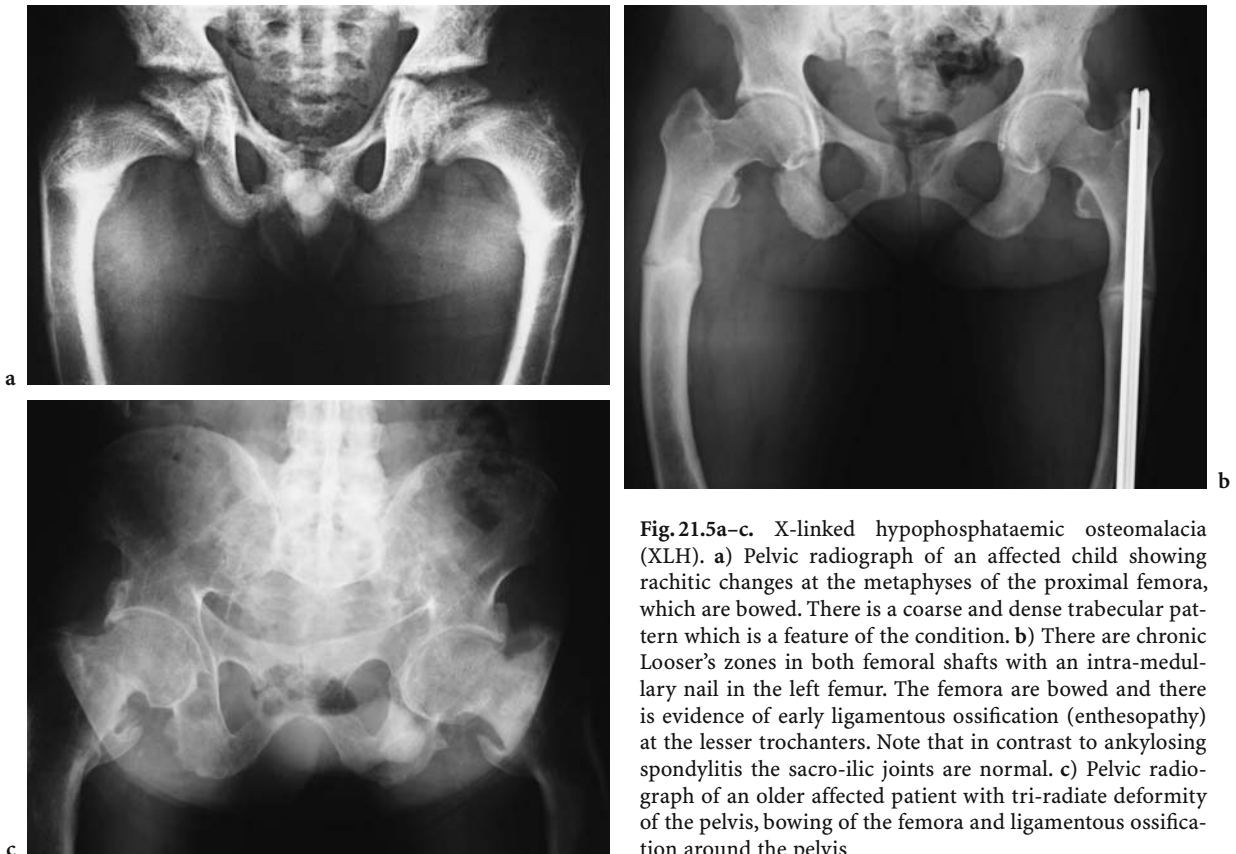 a
b
c
Fig. 21.5a–c. X-linked hypophosphataemic osteomalacia
(XLH). a) Pelvic radiograph of an affected child showing
rachitic changes at the metaphyses of the proximal femora,
which are bowed. There is a coarse and dense trabecular pat-
tern which is a feature of the condition. b) There are chronic
Looser's zones in both femoral shafts with an intra-medul-
lary nail in the left femur. The femora are bowed and there
is evidence of early ligamentous ossification (enthesopathy)
at the lesser trochanters. Note that in contrast to ankylosing
spondylitis the sacro-ilic joints are normal. c) Pelvic radio-
graph of an older affected patient with tri-radiate deformity
of the pelvis, bowing of the femora and ligamentous ossifica-
tion around the pelvis